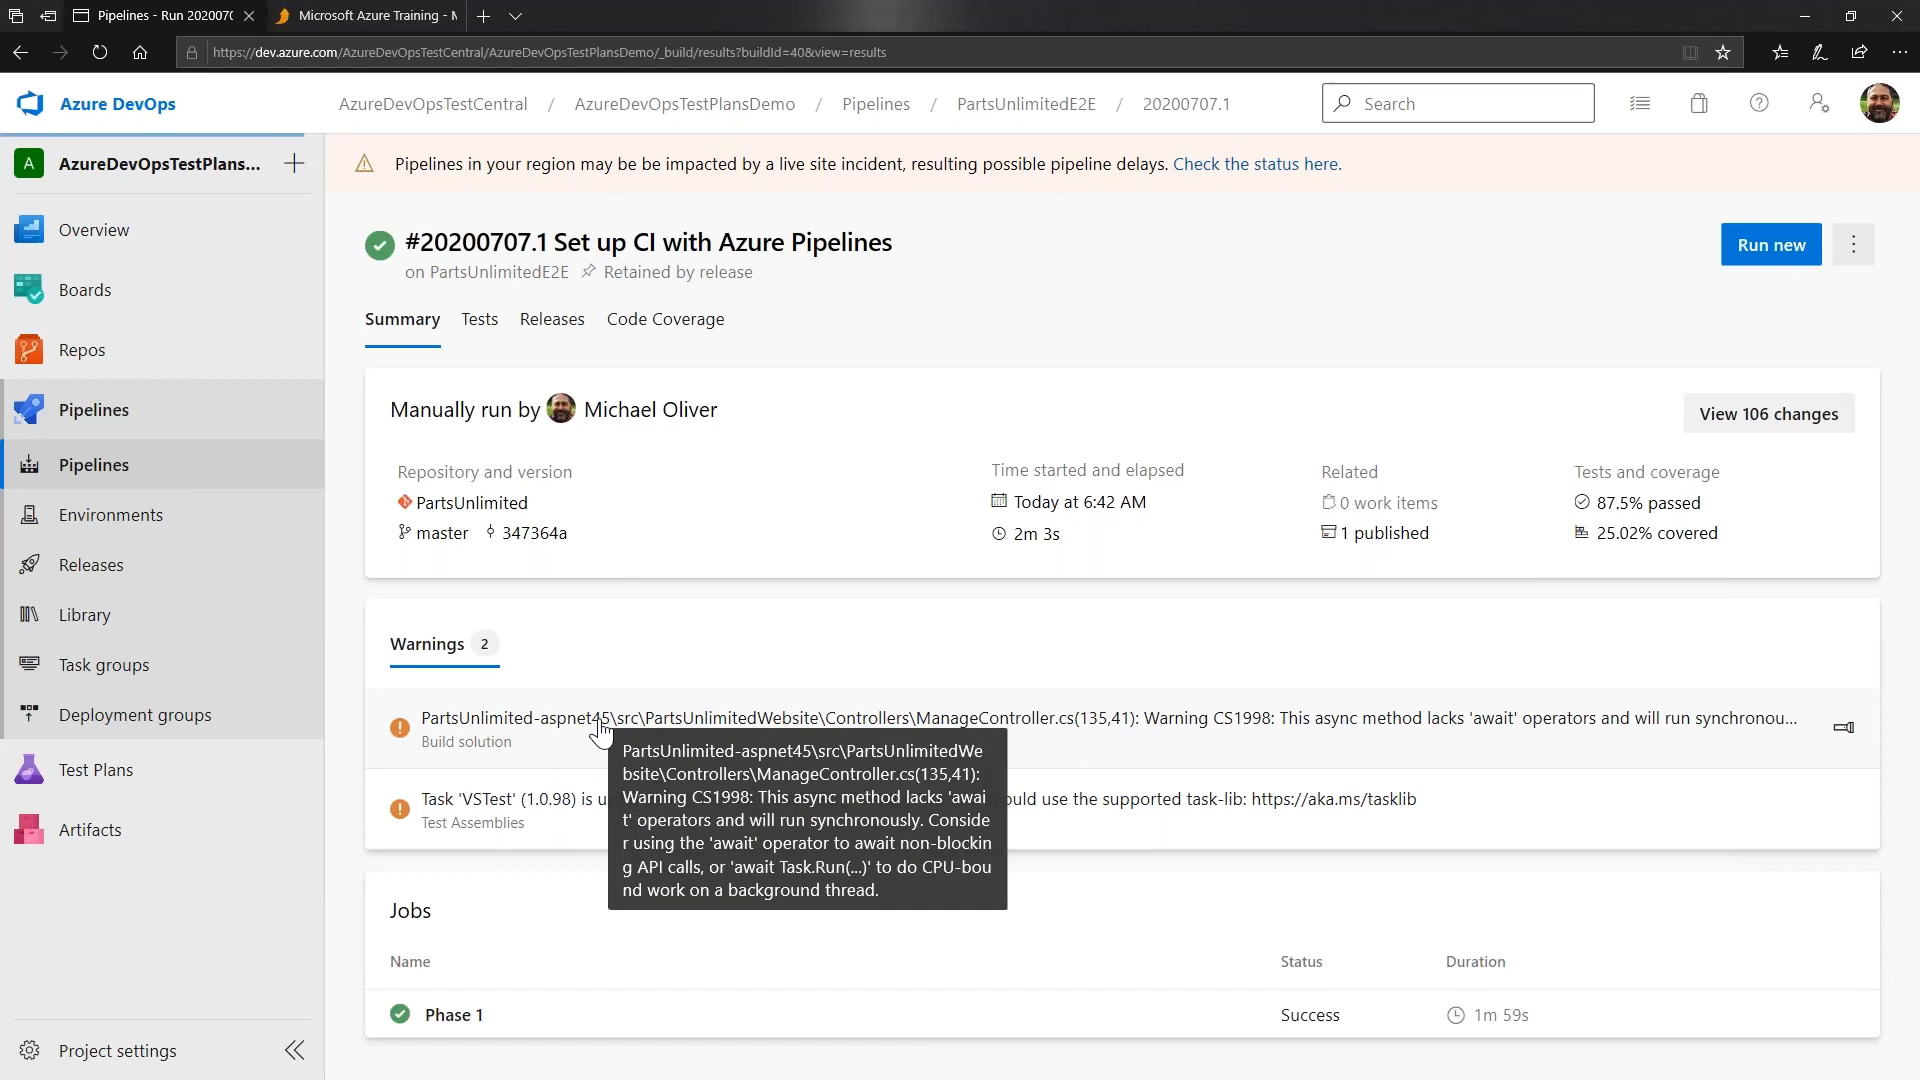 Pipelines - Run 202007(
Microsoft Azure Training - M
https://dev.azure.com/AzureDevOpsTestCentral/AzureDevOpsTestPlansDemo/_build/results?buildId=40&view=results
Azure DevOps
AzureDevOpsTestCentral / AzureDevOpsTestPlansDemo / Pipelines / PartsUnlimitedE2E / 20200707.1
Search
A AzureDevOpsTestPlans...
Pipelines in your region may be be impacted by a live site incident, resulting possible pipeline delays. Check the status here.
Overview
Boards
Repos
Pipelines
Pipelines
Environments
Releases
Library
Task groups
Deployment groups
Test Plans
Artifacts
Project settings
#20200707.1 Set up CI with Azure Pipelines
on PartsUnlimitedE2E Retained by release
Run new
Summary Tests Releases Code Coverage
Manually run by Michael Oliver
View 106 changes
Repository and version
PartsUnlimited
master 347364a
Time started and elapsed
Today at 6:42 AM
2m 3s
Related
0 work items
1 published
Tests and coverage
87.5% passed
25.02% covered
Warnings 2
PartsUnlimited-aspnet45\src\PartsUnlimitedWebsite\Controllers\ManageController.cs(135,41): Warning CS1998: This async method lacks 'await' operators and will run synchronou...
Build solution
Task 'VSTest' (1.0.98) is u
ould use the supported task-lib: https://aka.ms/tasklib
Test Assemblies
PartsUnlimited-aspnet45\src\PartsUnlimitedWe
bsite\Controllers\ManageController.cs(135,41):
Warning CS1998: This async method lacks 'awai
t' operators and will run synchronously. Conside
r using the 'await' operator to await non-blockin
g API calls, or 'await Task.Run(...)' to do CPU-bou
nd work on a background thread.
Jobs
Name Status Duration
Phase 1 Success 1m 59s